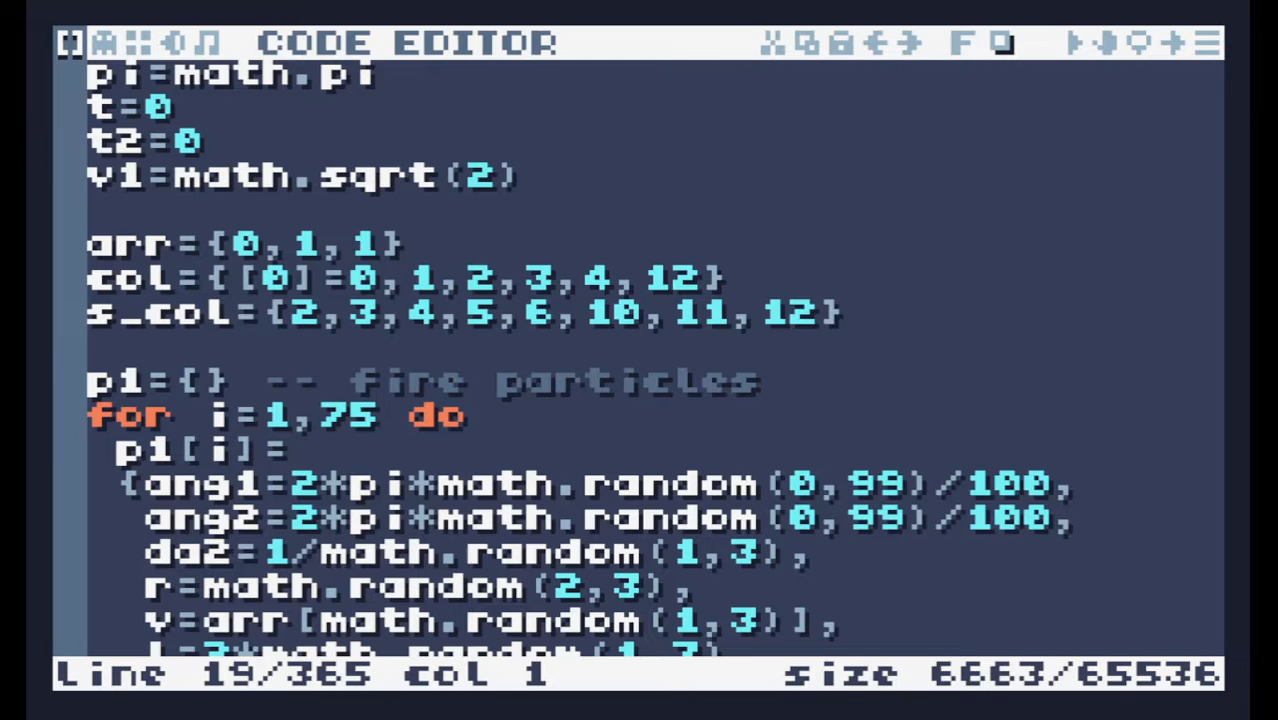 CODE EDITOR F
pi=math.pi
t=0
t2=0
v1=math.sqrt(2)
arr={0,1,1}
col={[0]=0,1,2,3,4,12}
s_col={2,3,4,5,6,10,11,12}
p1={} -- fire particles
for i=1,75 do
p1[i]=
{ang1=2*pi*math.random(0,99)/100,
ang2=2*pi*math.random(0,99)/100,
da2=1/math.random(1,3),
r=math.random(2,3),
v=arr[math.random(1,3)],
line 19/365 col 1 size 6663/65536